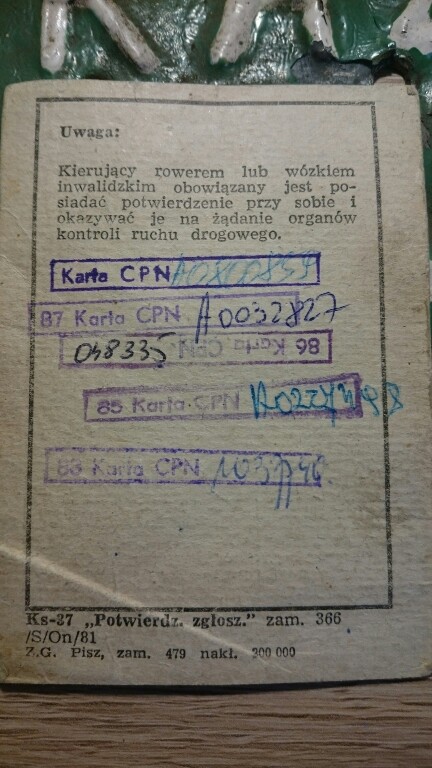 Uwaga:
Kierujący rowerem lub wózkiem
inwalidzkim obowiązany jest po-
siadać potwierdzenie przy sobie i
okazywać je na żądanie organów
kontroli ruchu drogowego.
Karta CPN
87 Karta CPN A0032827
86 Karta CPN 048335
85 Karta CPN
83 Karta CPN
Ks-37 „Potwierdz. zgłosz.” zam. 366
/S/On/81
Z.G. Pisz, zam. 479 nakł. 300 000